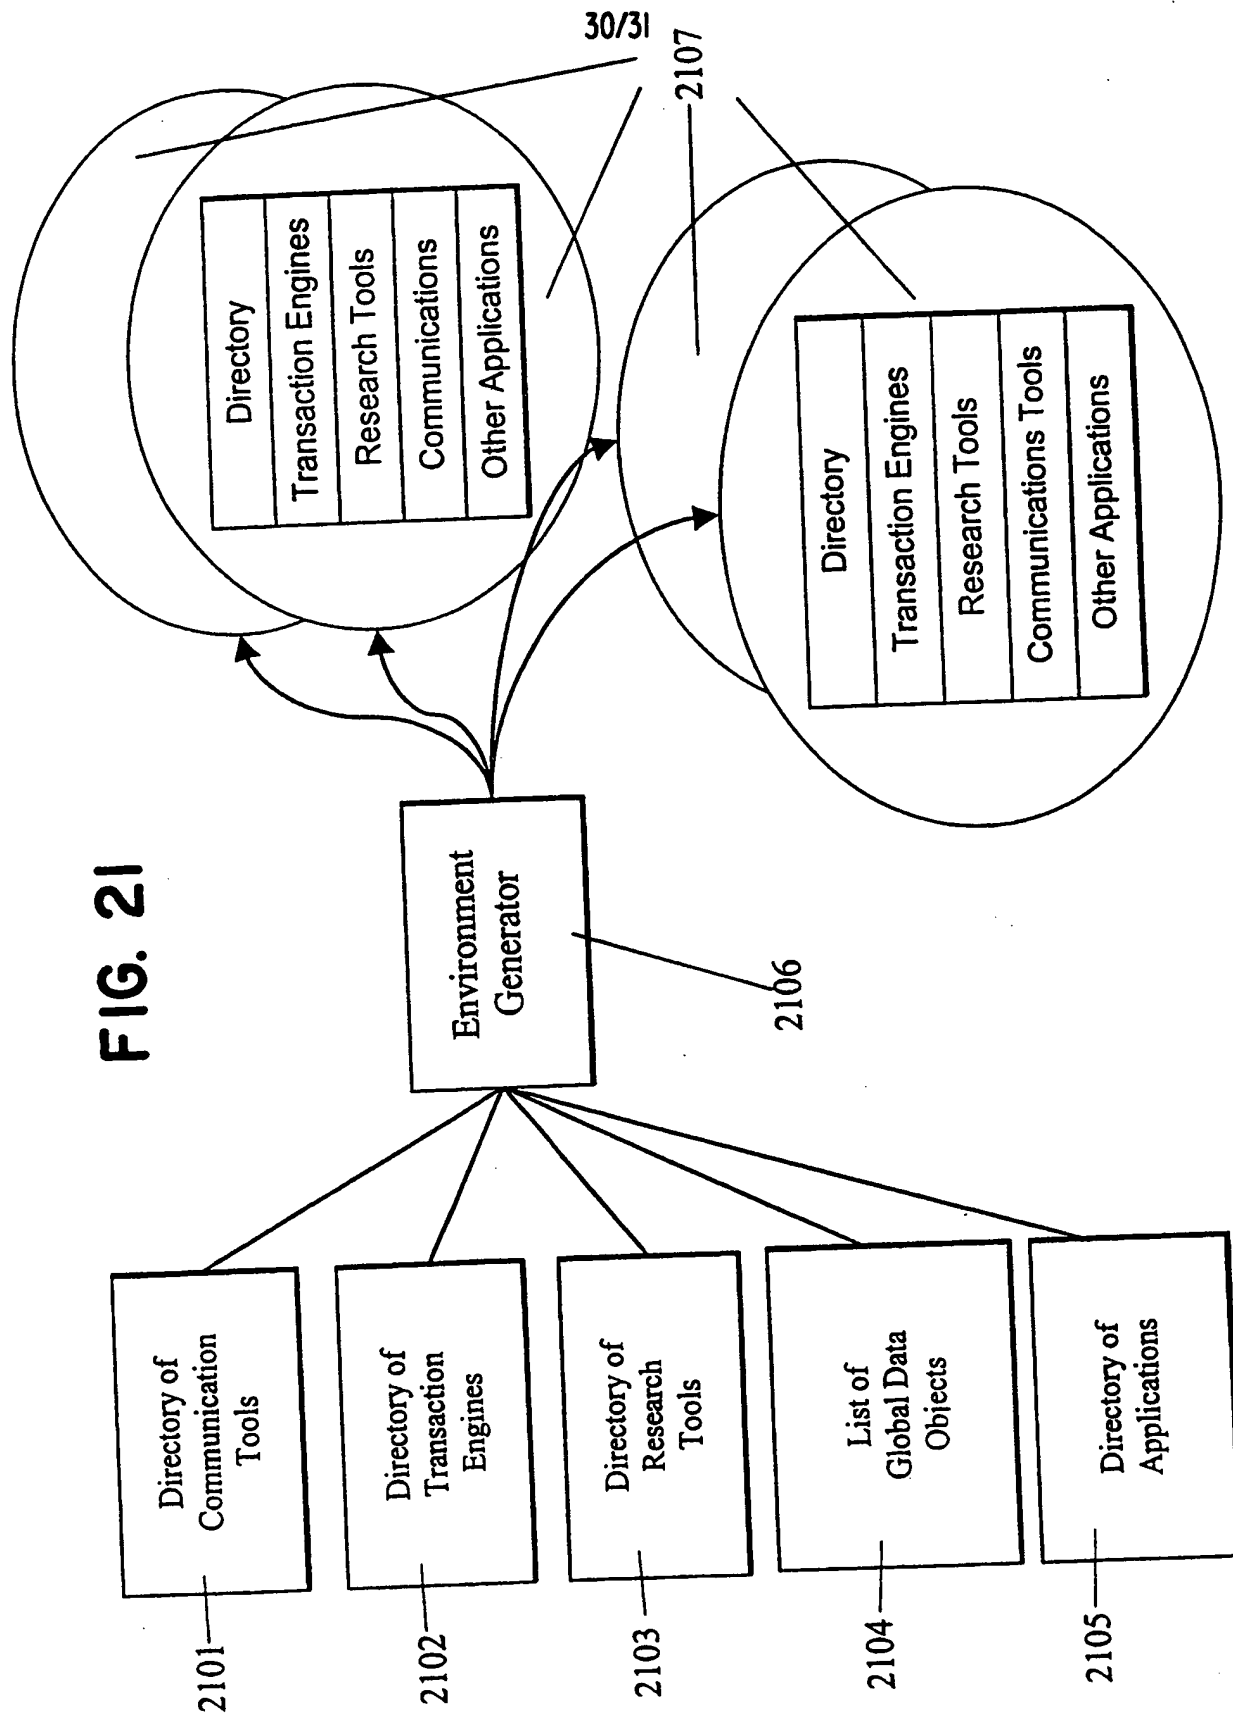 30/31
FIG. 21
2101
Directory of
Communication
Tools
2102
Directory of
Transaction
Engines
2103
Directory of
Research
Tools
2104
List of
Global Data
Objects
2105
Directory of
Applications
Environment
Generator
2106
Directory
Transaction Engines
Research Tools
Communications
Other Applications
2107
Directory
Transaction Engines
Research Tools
Communications Tools
Other Applications